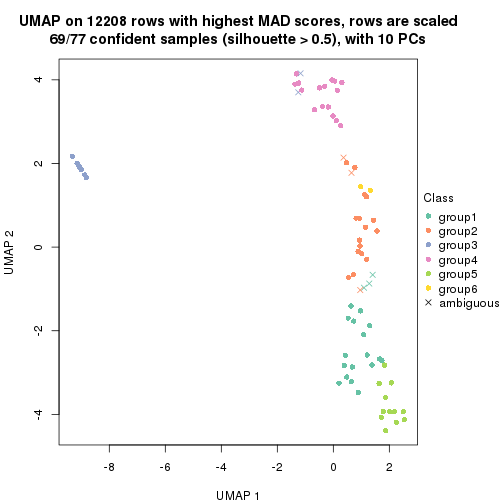 UMAP on 12208 rows with highest MAD scores, rows are scaled
69/77 confident samples (silhouette > 0.5), with 10 PCs
4
2
0
-2
-4
UMAP 2
-8
-6
-4
-2
0
2
UMAP 1
Class
group1
group2
group3
group4
group5
group6
ambiguous